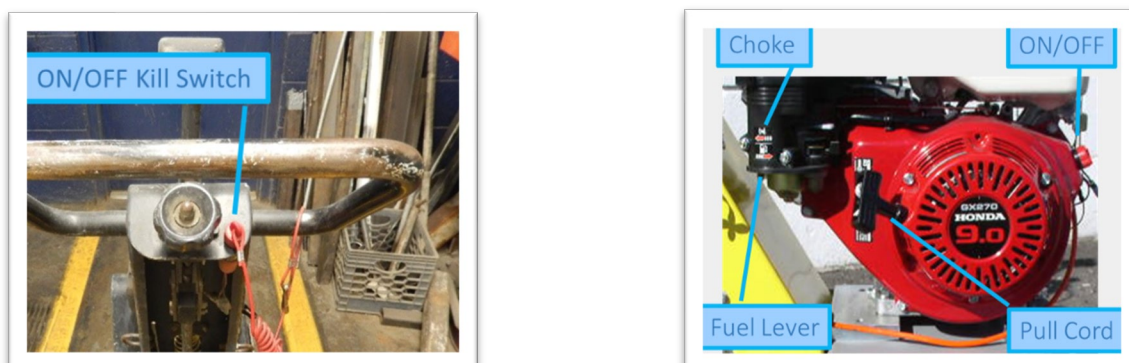 ON/OFF Kill Switch
Choke
ON/OFF
GX270
HONDA
9.0
Fuel Lever
Pull Cord